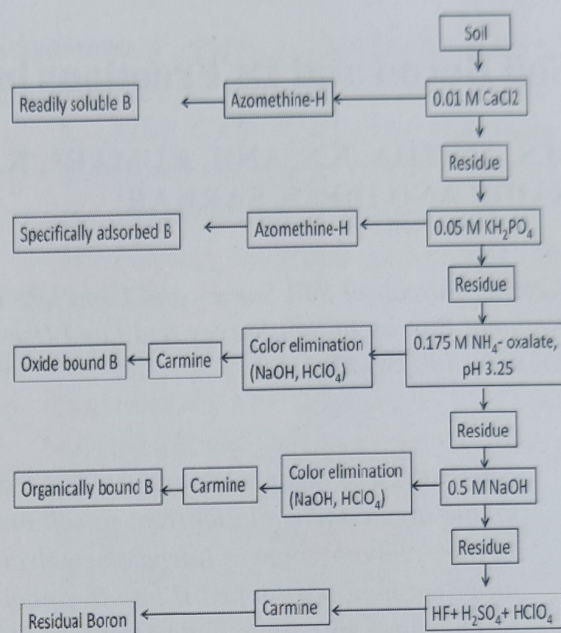 Soil
Readily soluble B
Azomethine-H
0.01 M CaCl2
Residue
Specifically adsorbed B
Azomethine-H
0.05 M KH₂PO₄
Residue
Oxide bound B
Carmine
Color elimination
(NaOH, HClO₄)
0.175 M NH₄- oxalate,
pH 3.25
Residue
Organically bound B
Carmine
Color elimination
(NaOH, HClO₄)
0.5 M NaOH
Residue
Residual Boron
Carmine
HF+ H₂SO₄+ HClO₄